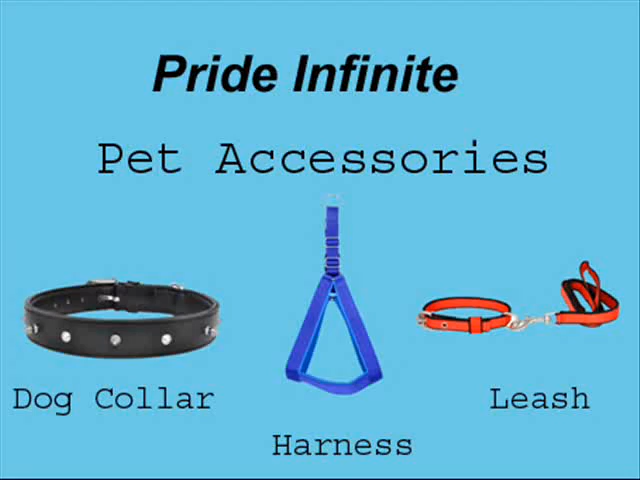 Pride Infinite
Pet Accessories
Dog Collar
Leash
Harness